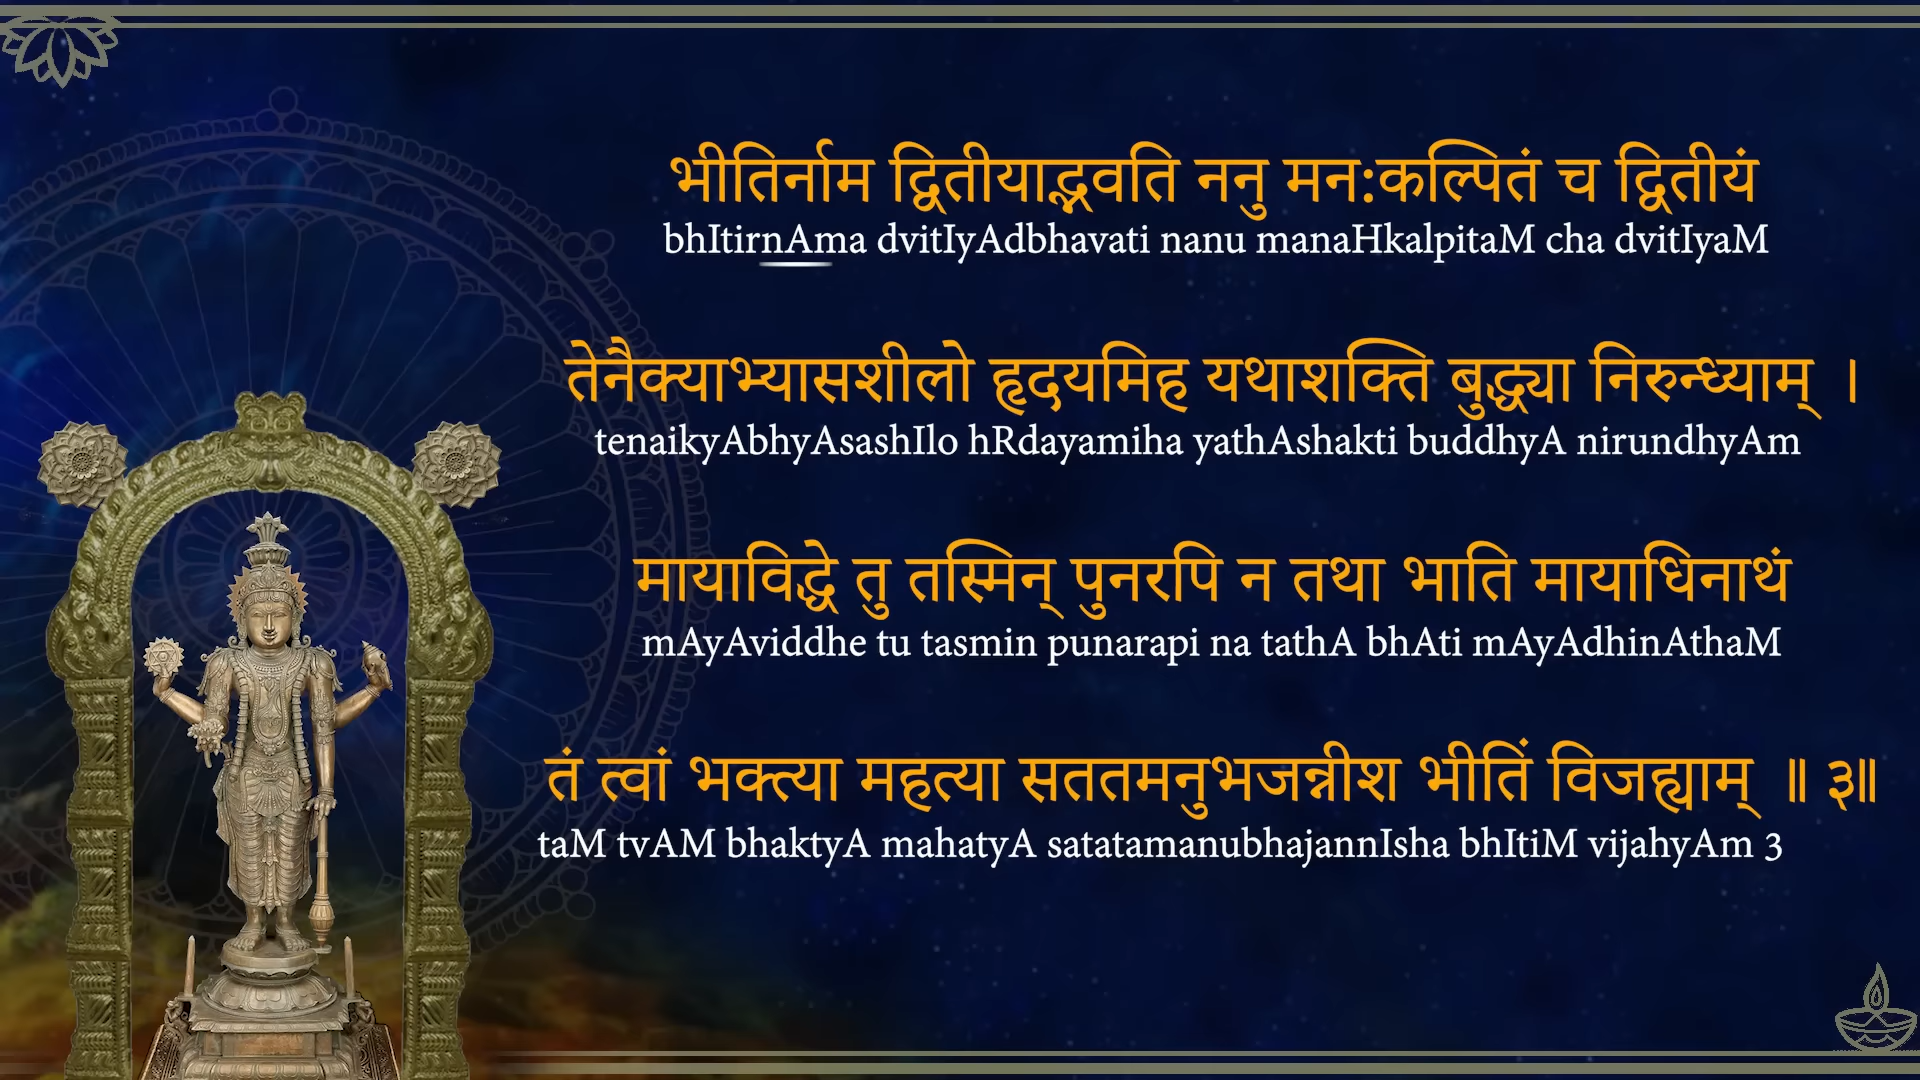 भीतिर्नाम द्वितीयाद्भवति ननु मन:कल्पितं च द्वितीयं
bhItirnAma dvitIyAdbhavati nanu manaHkalpitaM cha dvitIyaM
तेनैक्याभ्यासशीलो हृदयमिह यथाशक्ति बुद्ध्या निरुन्ध्याम् ।
tenaikyAbhyAsashIlo hRdayamiha yathAshakti buddhyA nirundhyAm
मायाविद्धे तु तस्मिन् पुनरपि न तथा भाति मायाधिनाथं
mAyAviddhe tu tasmin punarapi na tathA bhAti mAyAdhinAthaM
तं त्वां भक्त्या महत्या सततमनुभजन्नीश भीतिं विजह्याम् ॥ ३॥
taM tvAM bhaktyA mahatyA satatamanubhajannIsha bhItiM vijahyAm 3